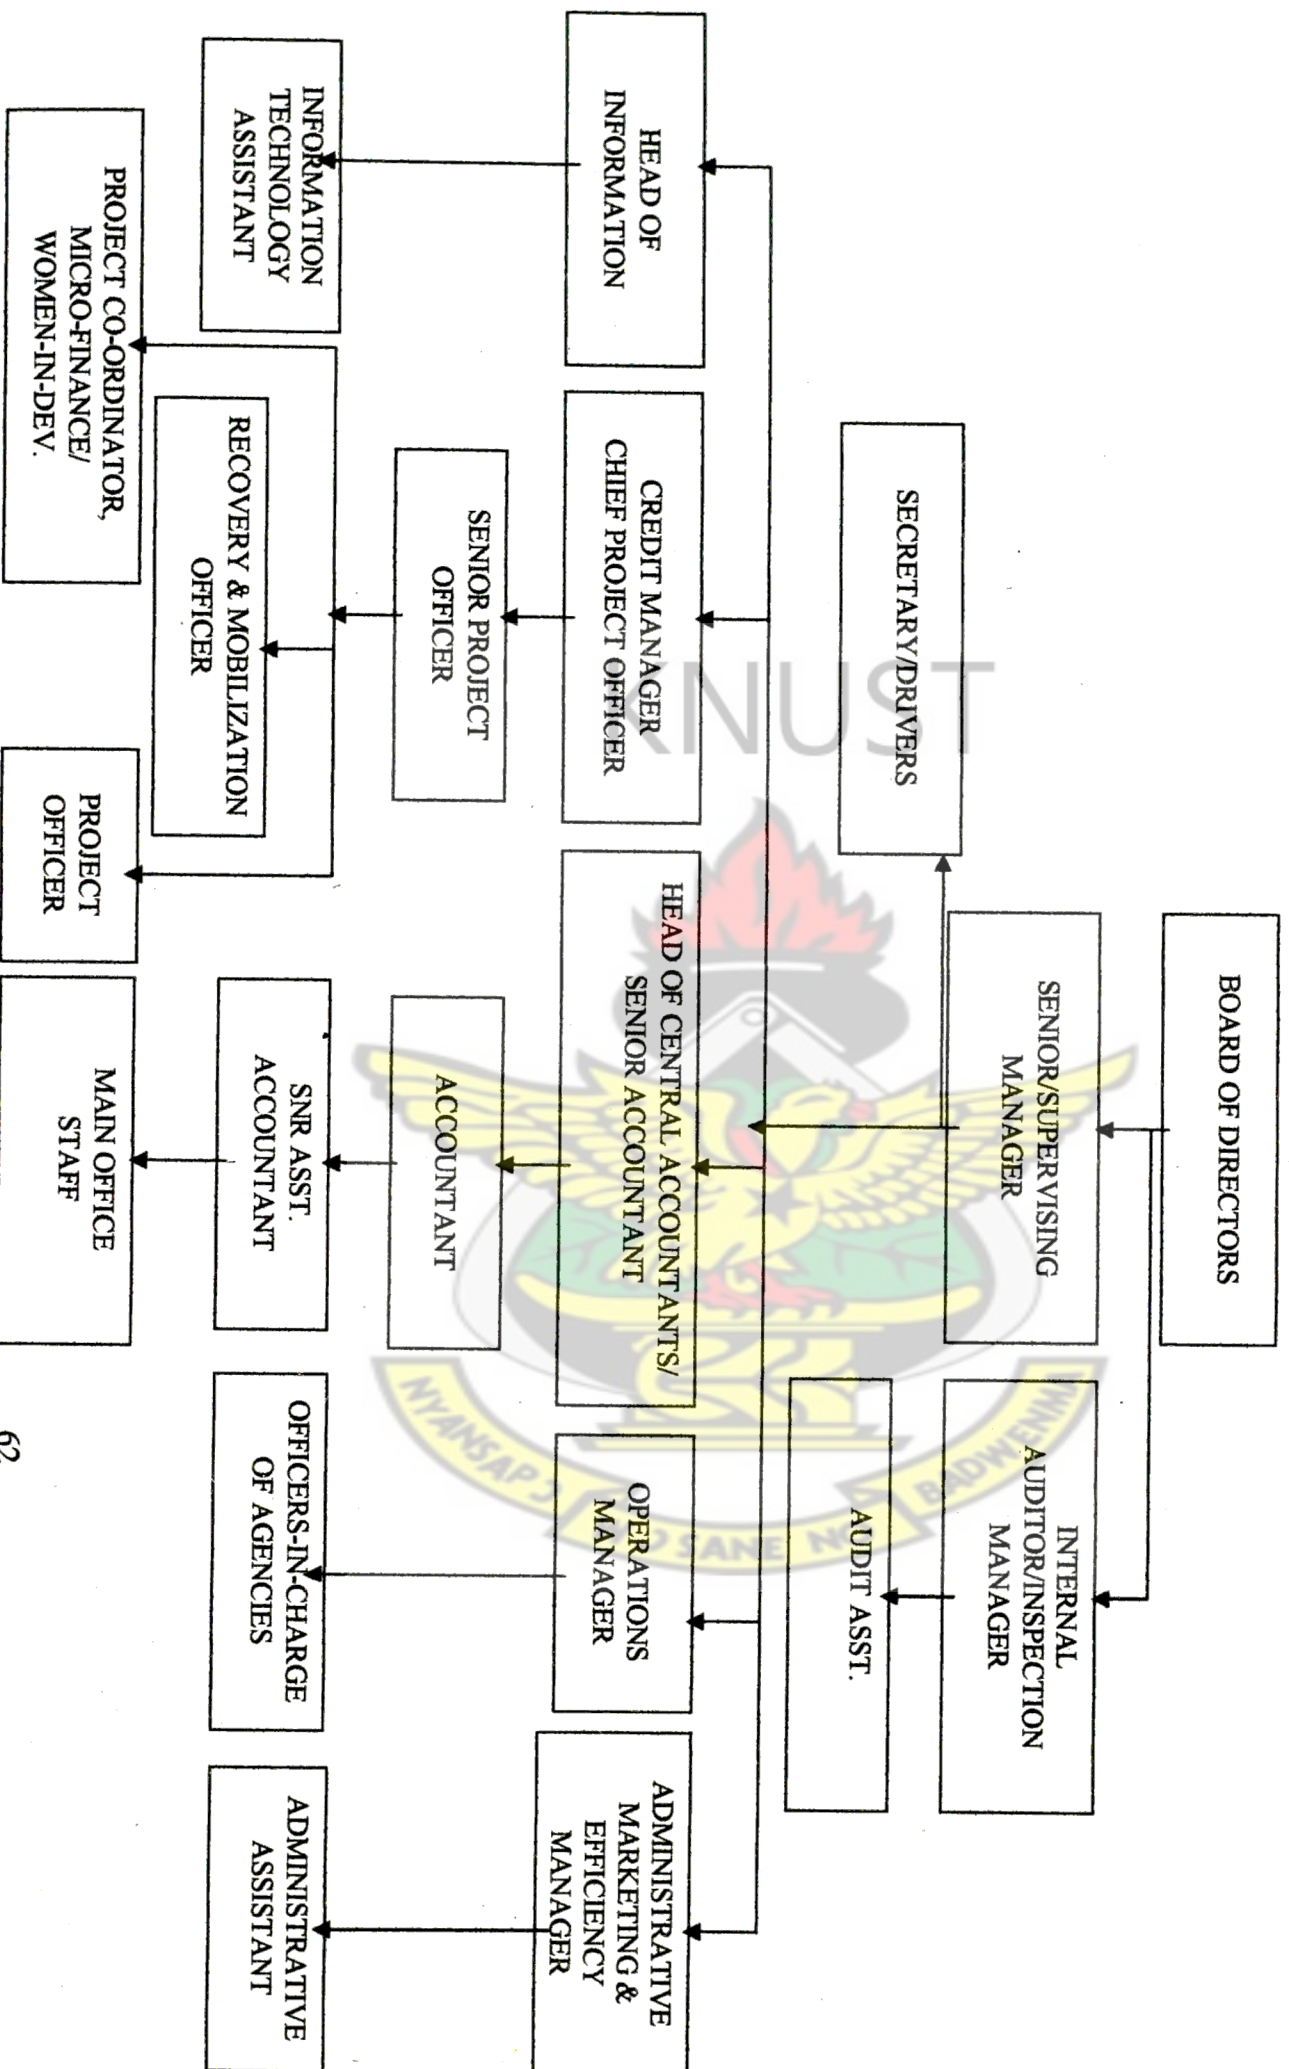 BOARD OF DIRECTORS
SENIOR/SUPERVISING
MANAGER
INTERNAL
AUDITOR/INSPECTION
MANAGER
SECRETARY/DRIVERS
AUDIT ASST.
HEAD OF
INFORMATION
CREDIT MANAGER
CHIEF PROJECT OFFICER
HEAD OF CENTRAL ACCOUNTANTS/
SENIOR ACCOUNTANT
OPERATIONS
MANAGER
ADMINISTRATIVE
MARKETING &
EFFICIENCY
MANAGER
SENIOR PROJECT
OFFICER
ACCOUNTANT
INFORMATION
TECHNOLOGY
ASSISTANT
SNR ASST.
ACCOUNTANT
OFFICERS-IN-CHARGE
OF AGENCIES
ADMINISTRATIVE
ASSISTANT
RECOVERY & MOBILIZATION
OFFICER
PROJECT CO-ORDINATOR,
MICRO-FINANCE/
WOMEN-IN-DEV.
PROJECT
OFFICER
MAIN OFFICE
STAFF
62
KNUST
NYANSAPƆ WƆSANE NO BADWENMA